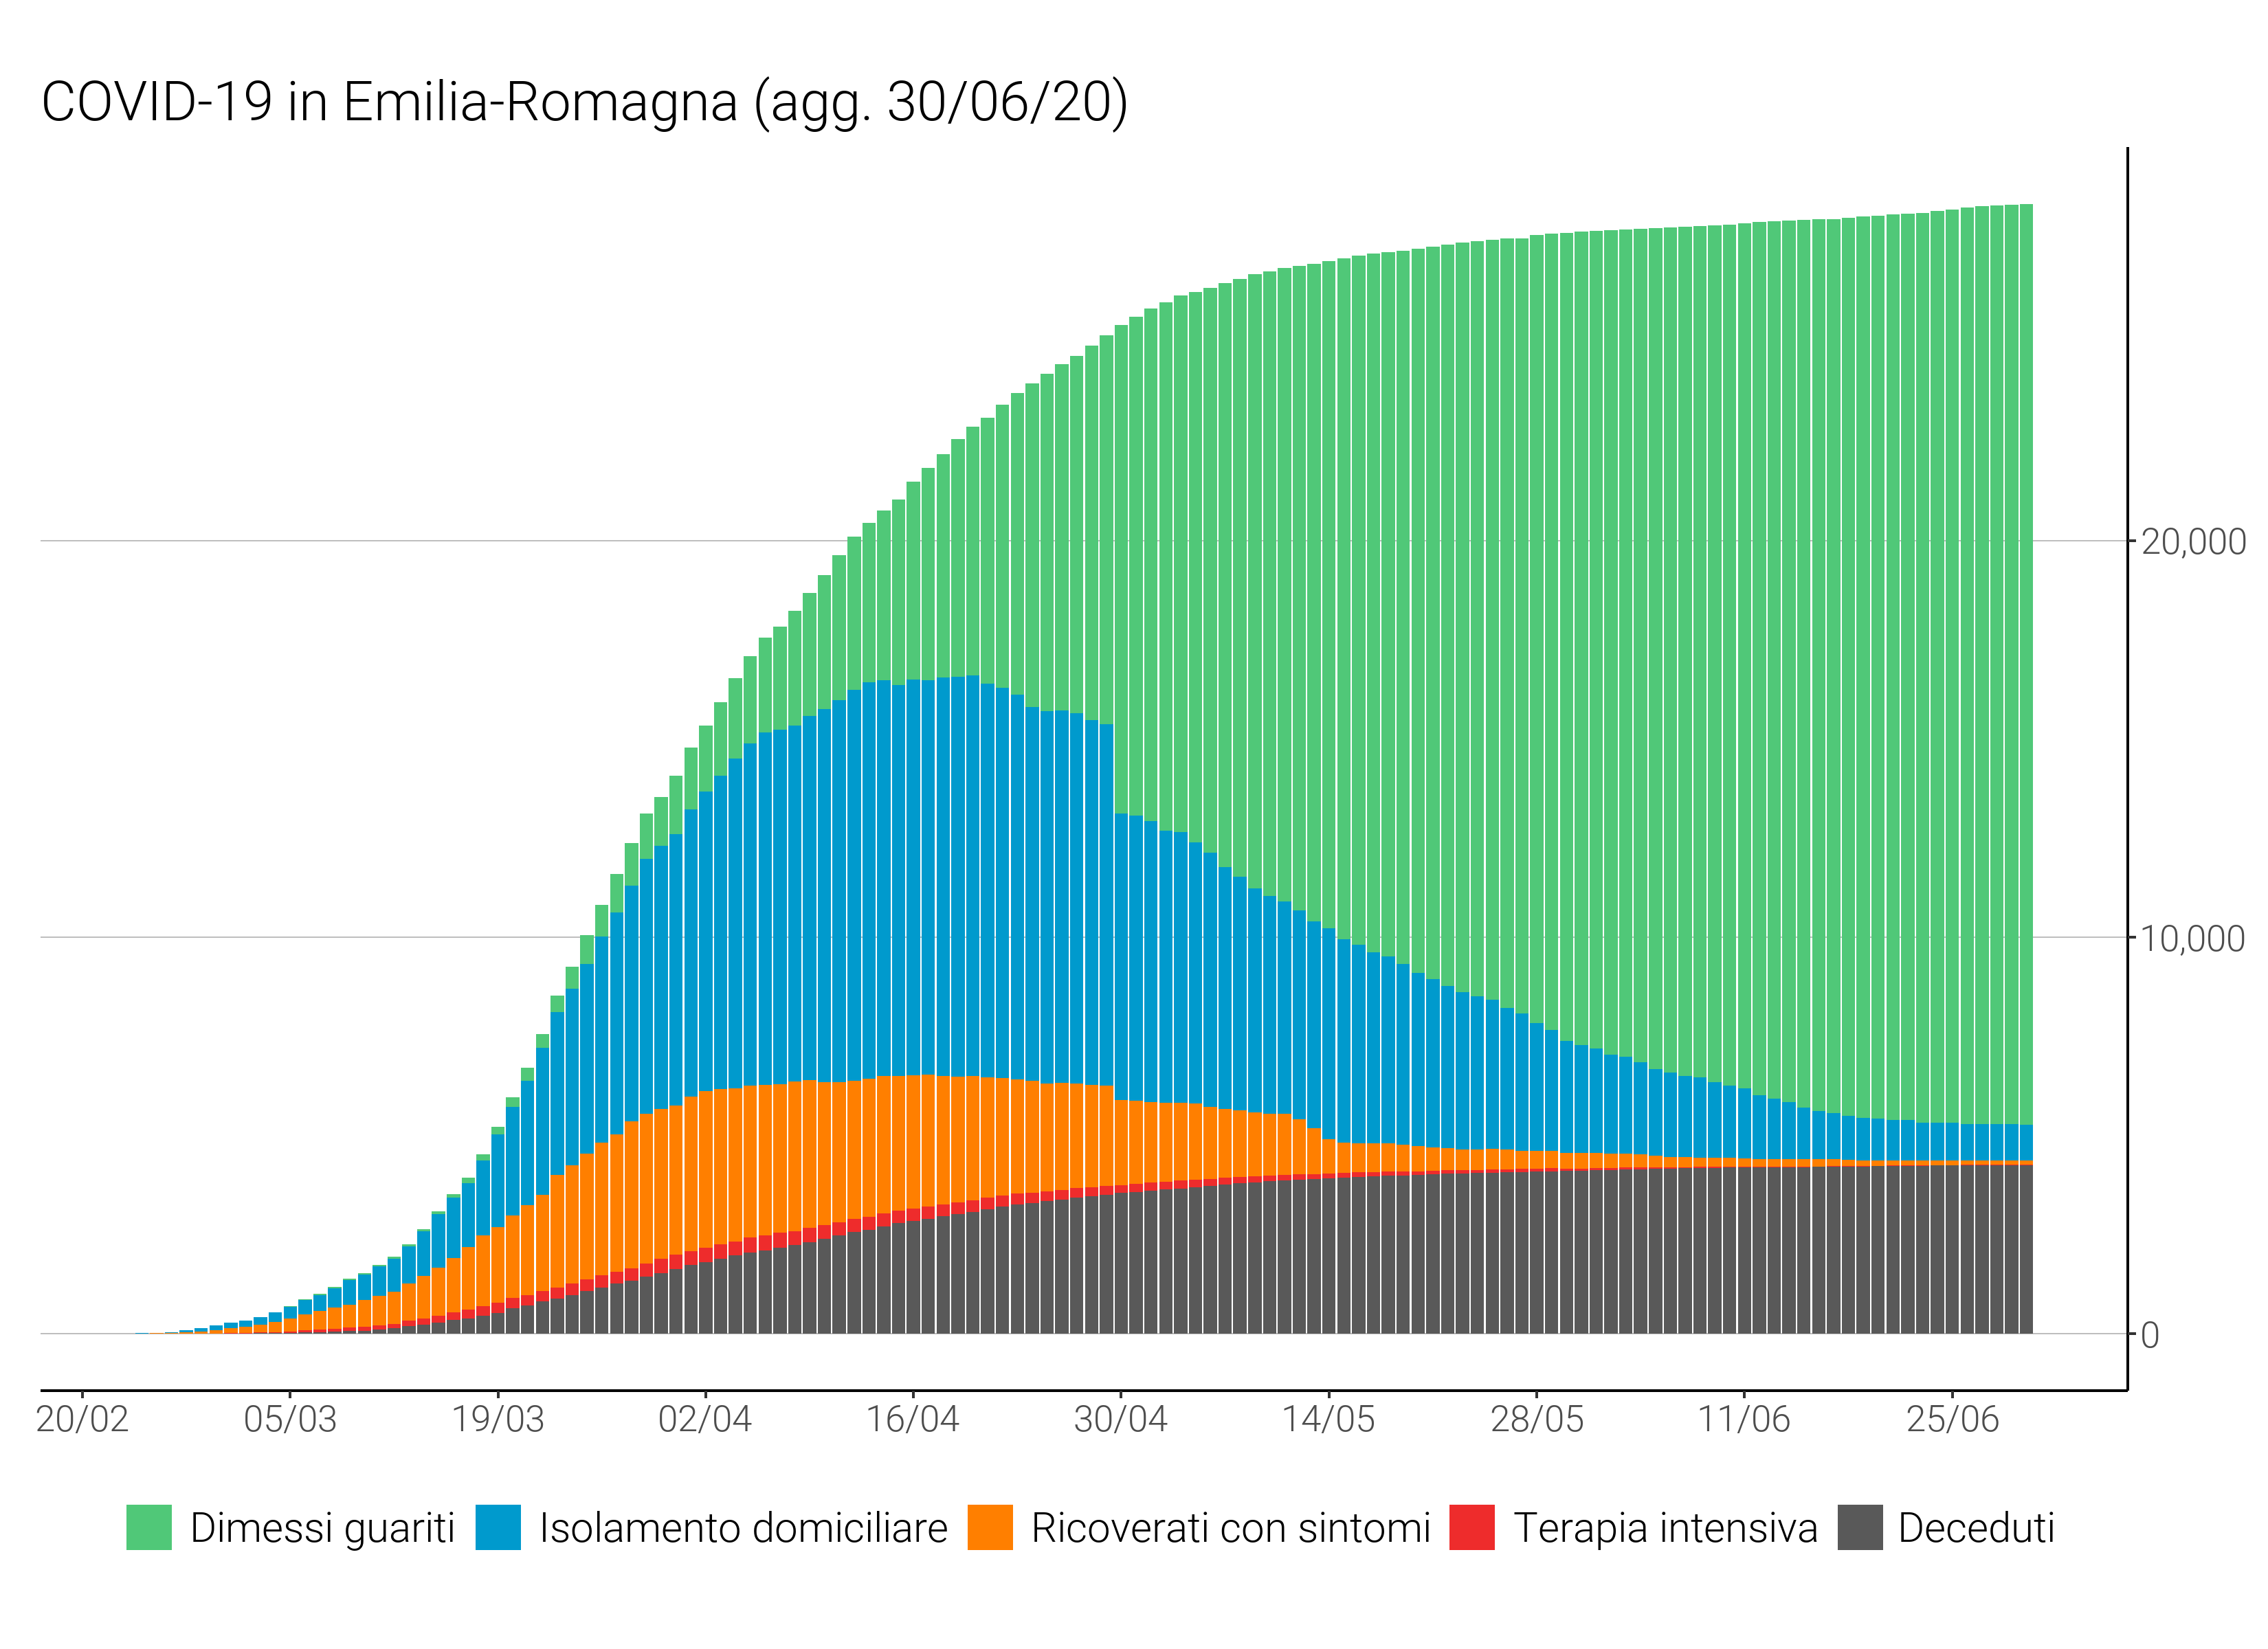 COVID-19 in Emilia-Romagna (agg. 30/06/20)
20,000
10,000
0
20/02 05/03 19/03 02/04 16/04 30/04 14/05 28/05 11/06 25/06
Dimessi guariti Isolamento domiciliare Ricoverati con sintomi Terapia intensiva Deceduti